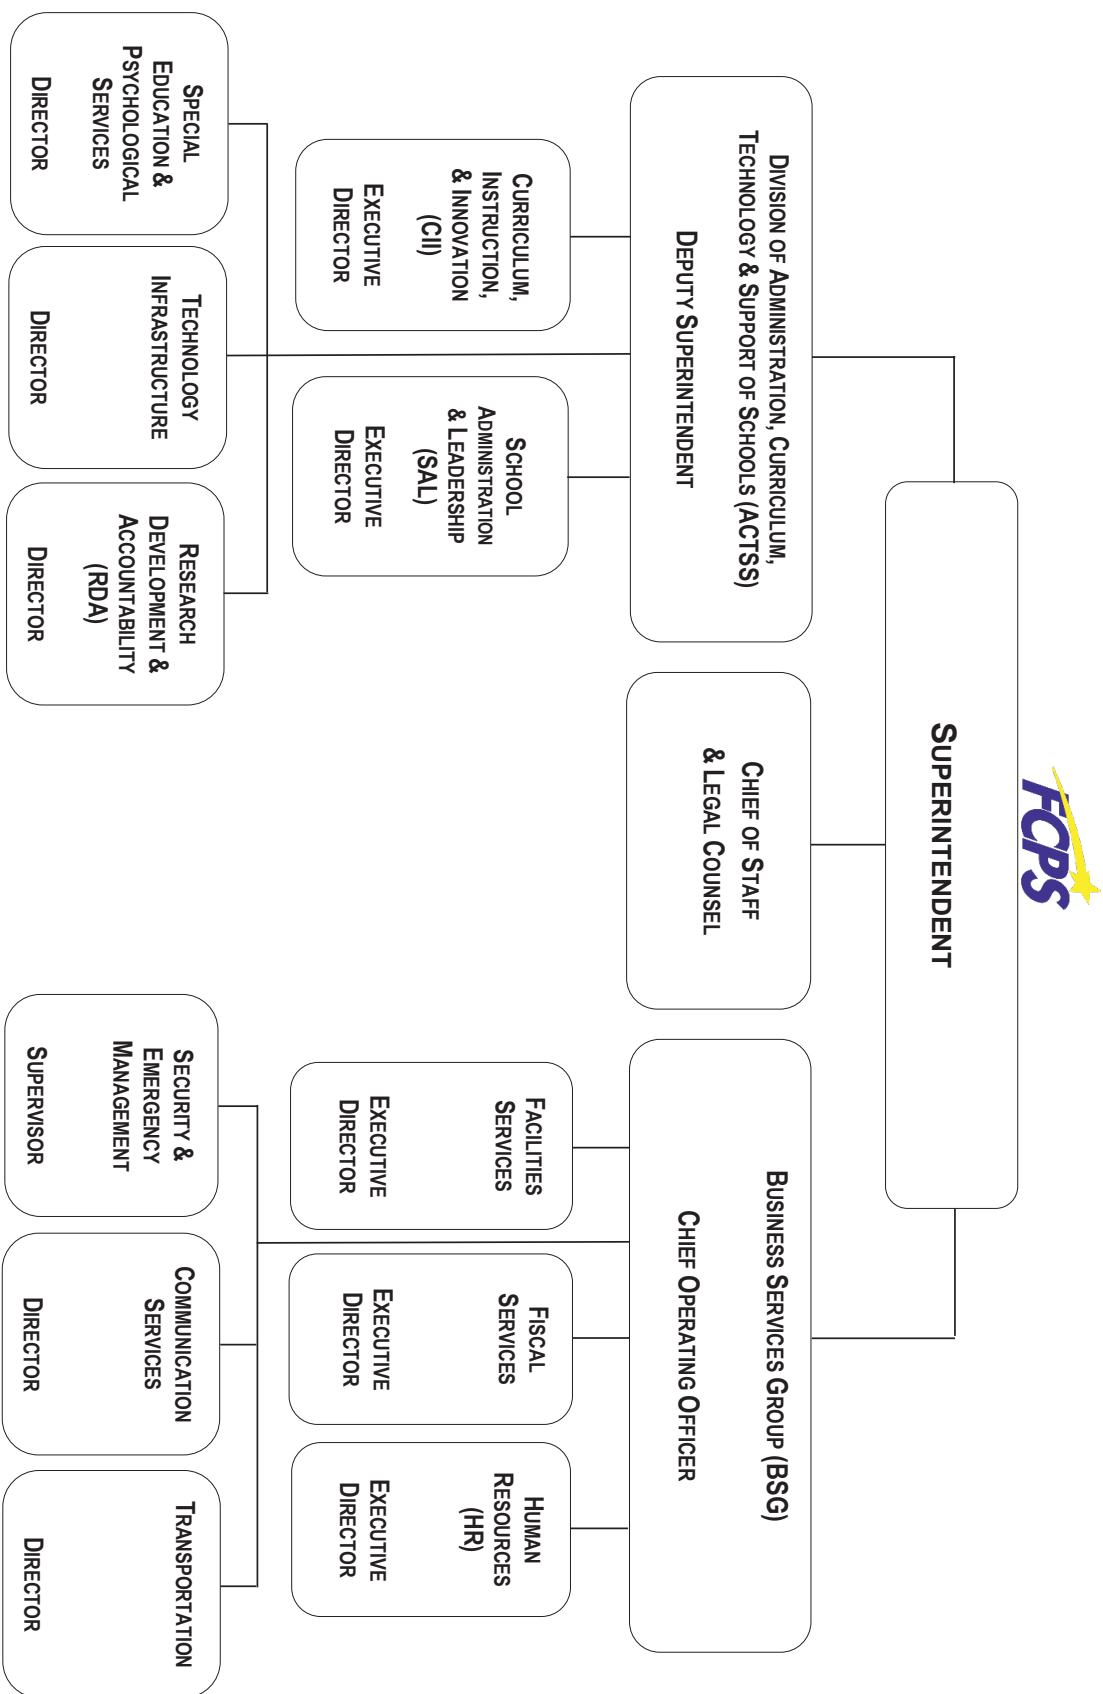 FCPS
SUPERINTENDENT
DIVISION OF ADMINISTRATION, CURRICULUM,
TECHNOLOGY & SUPPORT OF SCHOOLS (ACTSS)
DEPUTY SUPERINTENDENT
CHIEF OF STAFF
& LEGAL COUNSEL
BUSINESS SERVICES GROUP (BSG)
CHIEF OPERATING OFFICER
CURRICULUM,
INSTRUCTION,
& INNOVATION
(CII)
EXECUTIVE
DIRECTOR
SCHOOL
ADMINISTRATION
& LEADERSHIP
(SAL)
EXECUTIVE
DIRECTOR
FACILITIES
SERVICES
EXECUTIVE
DIRECTOR
FISCAL
SERVICES
EXECUTIVE
DIRECTOR
HUMAN
RESOURCES
(HR)
EXECUTIVE
DIRECTOR
SPECIAL
EDUCATION &
PSYCHOLOGICAL
SERVICES
DIRECTOR
TECHNOLOGY
INFRASTRUCTURE
DIRECTOR
RESEARCH
DEVELOPMENT &
ACCOUNTABILITY
(RDA)
DIRECTOR
SECURITY &
EMERGENCY
MANAGEMENT
SUPERVISOR
COMMUNICATION
SERVICES
DIRECTOR
TRANSPORTATION
DIRECTOR